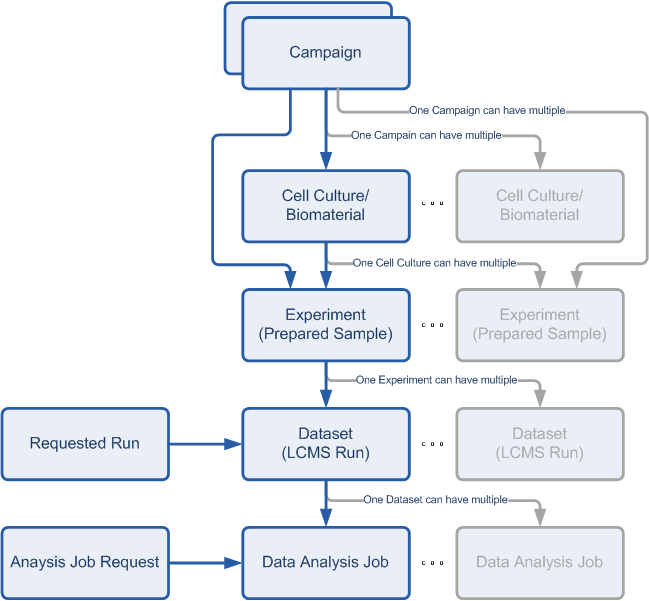 Campaign
One Campaign can have multiple
One Campain can have multiple
Cell Culture/
Biomaterial
Cell Culture/
Biomaterial
One Cell Culture can have multiple
Experiment
(Prepared Sample)
Experiment
(Prepared Sample)
One Experiment can have multiple
Requested Run
Dataset
(LCMS Run)
Dataset
(LCMS Run)
One Dataset can have multiple
Anaysis Job Request
Data Analysis Job
Data Analysis Job